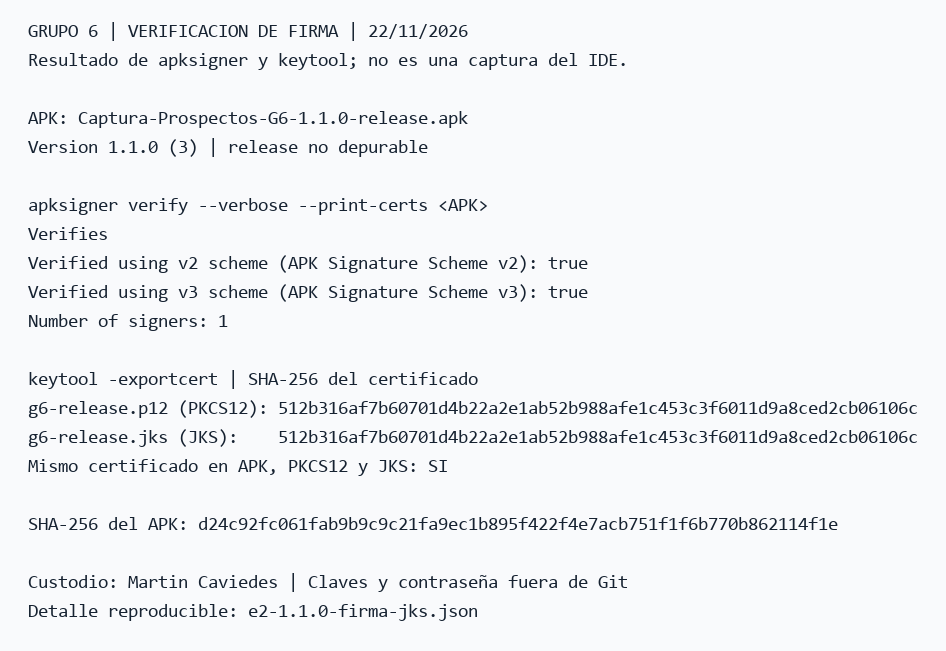 GRUPO 6 | VERIFICACION DE FIRMA | 22/11/2026
Resultado de apksigner y keytool; no es una captura del IDE.
APK: Captura-Prospectos-G6-1.1.0-release.apk
Version 1.1.0 (3) | release no depurable
apksigner verify --verbose --print-certs <APK>
Verifies
Verified using v2 scheme (APK Signature Scheme v2): true
Verified using v3 scheme (APK Signature Scheme v3): true
Number of signers: 1
keytool -exportcert | SHA-256 del certificado
g6-release.p12 (PKCS12): 512b316af7b60701d4b22a2e1ab52b988afe1c453c3f6011d9a8ced2cb06106c
g6-release.jks (JKS):    512b316af7b60701d4b22a2e1ab52b988afe1c453c3f6011d9a8ced2cb06106c
Mismo certificado en APK, PKCS12 y JKS: SI
SHA-256 del APK: d24c92fc061fab9b9c9c21fa9ec1b895f422f4e7acb751f1f6b770b862114f1e
Custodio: Martin Caviedes | Claves y contraseña fuera de Git
Detalle reproducible: e2-1.1.0-firma-jks.json